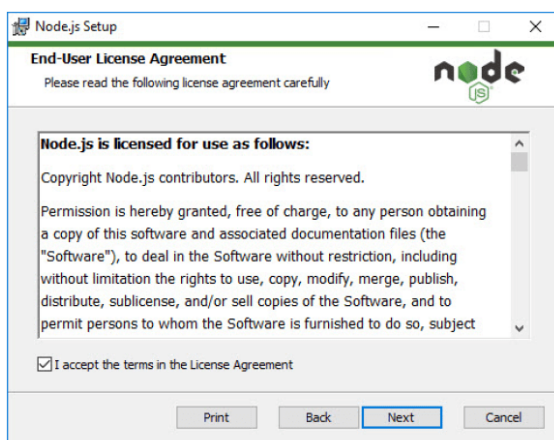 Node.js Setup
End-User License Agreement
Please read the following license agreement carefully
node
JS
Node.js is licensed for use as follows:
Copyright Node.js contributors. All rights reserved.
Permission is hereby granted, free of charge, to any person obtaining
a copy of this software and associated documentation files (the
"Software"), to deal in the Software without restriction, including
without limitation the rights to use, copy, modify, merge, publish,
distribute, sublicense, and/or sell copies of the Software, and to
permit persons to whom the Software is furnished to do so, subject
I accept the terms in the License Agreement
Print Back Next Cancel